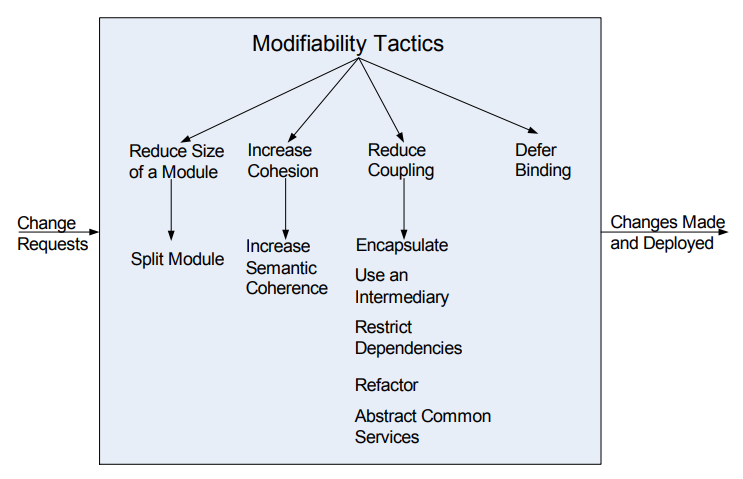 Modifiability Tactics
Reduce Size
of a Module
Increase
Cohesion
Reduce
Coupling
Defer
Binding
Change
Requests
Changes Made
and Deployed
Split Module
Increase
Semantic
Coherence
Encapsulate
Use an
Intermediary
Restrict
Dependencies
Refactor
Abstract Common
Services